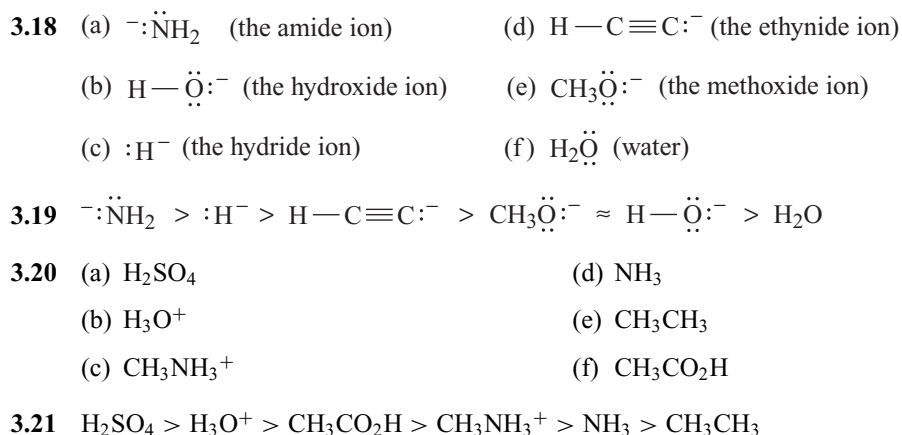 3.18 (a) ⁻:N̈H₂ (the amide ion) (d) H—C≡C:⁻ (the ethynide ion)
(b) H—Ö̤:⁻ (the hydroxide ion) (e) CH₃Ö̤:⁻ (the methoxide ion)
(c) :H⁻ (the hydride ion) (f) H₂Ö̤ (water)
3.19 ⁻:N̈H₂ > :H⁻ > H—C≡C:⁻ > CH₃Ö̤:⁻ ≈ H—Ö̤:⁻ > H₂O
3.20 (a) H₂SO₄ (d) NH₃
(b) H₃O⁺ (e) CH₃CH₃
(c) CH₃NH₃⁺ (f) CH₃CO₂H
3.21 H₂SO₄ > H₃O⁺ > CH₃CO₂H > CH₃NH₃⁺ > NH₃ > CH₃CH₃